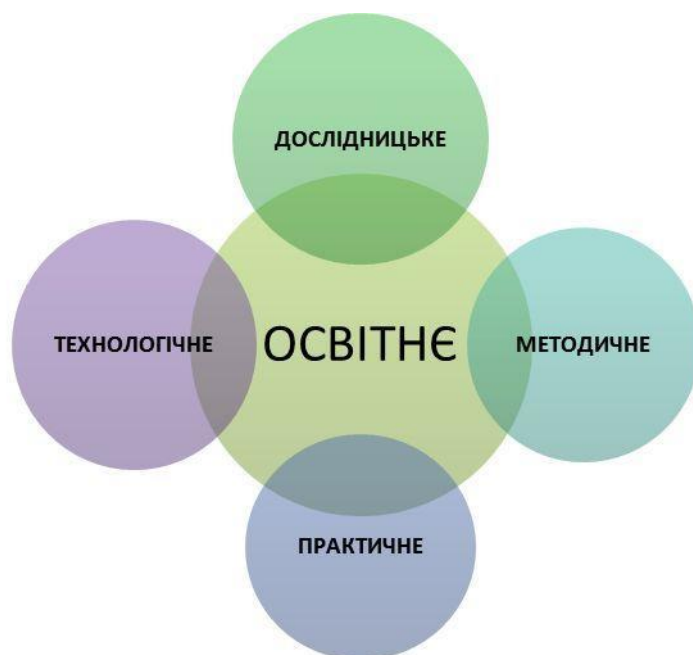 ДОСЛІДНИЦЬКЕ
ТЕХНОЛОГІЧНЕ
ОСВІТНЄ
МЕТОДИЧНЕ
ПРАКТИЧНЕ